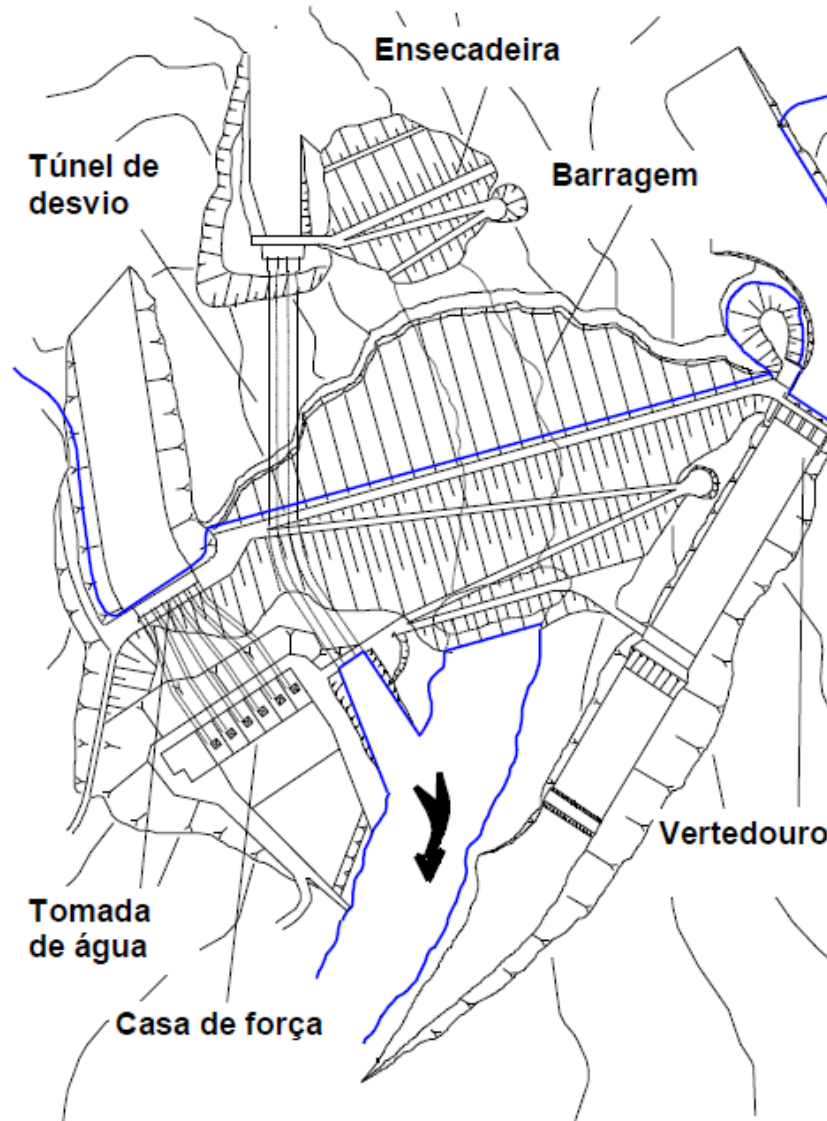 Ensecadeira
Túnel de
desvio
Barragem
Vertedouro
Tomada
de água
Casa de força